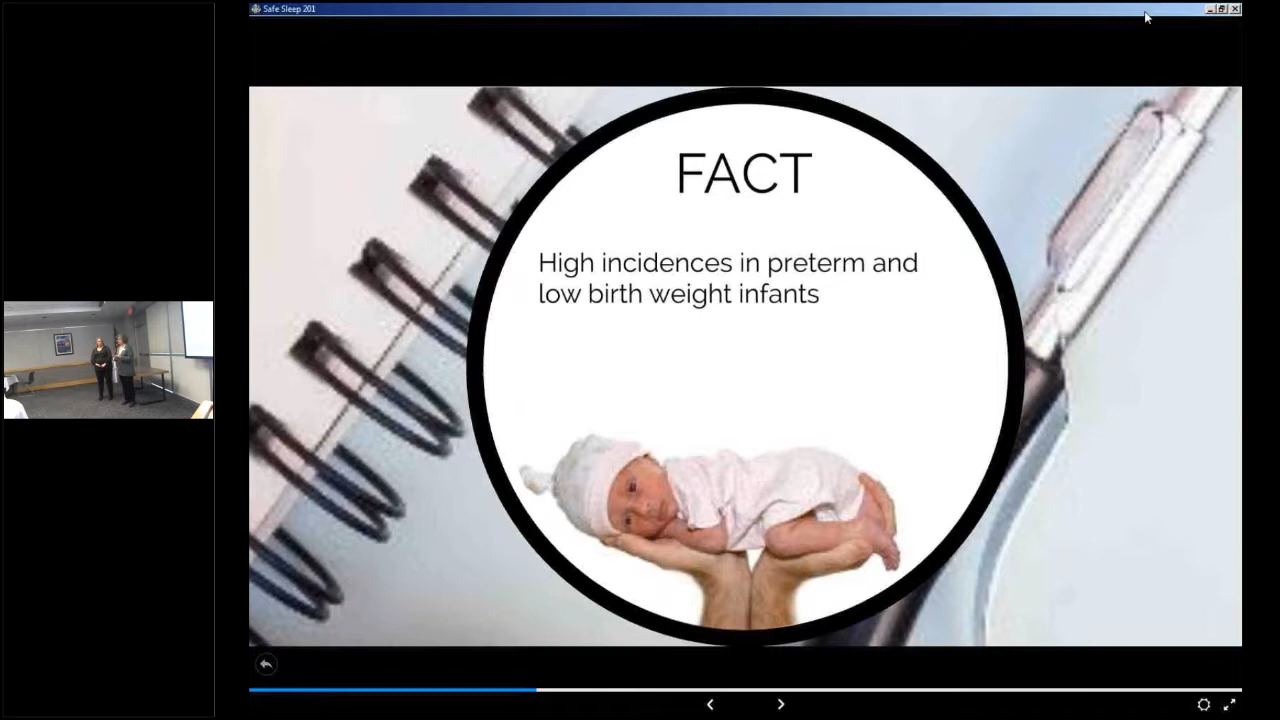 Safe Sleep 201
FACT
High incidences in preterm and
low birth weight infants